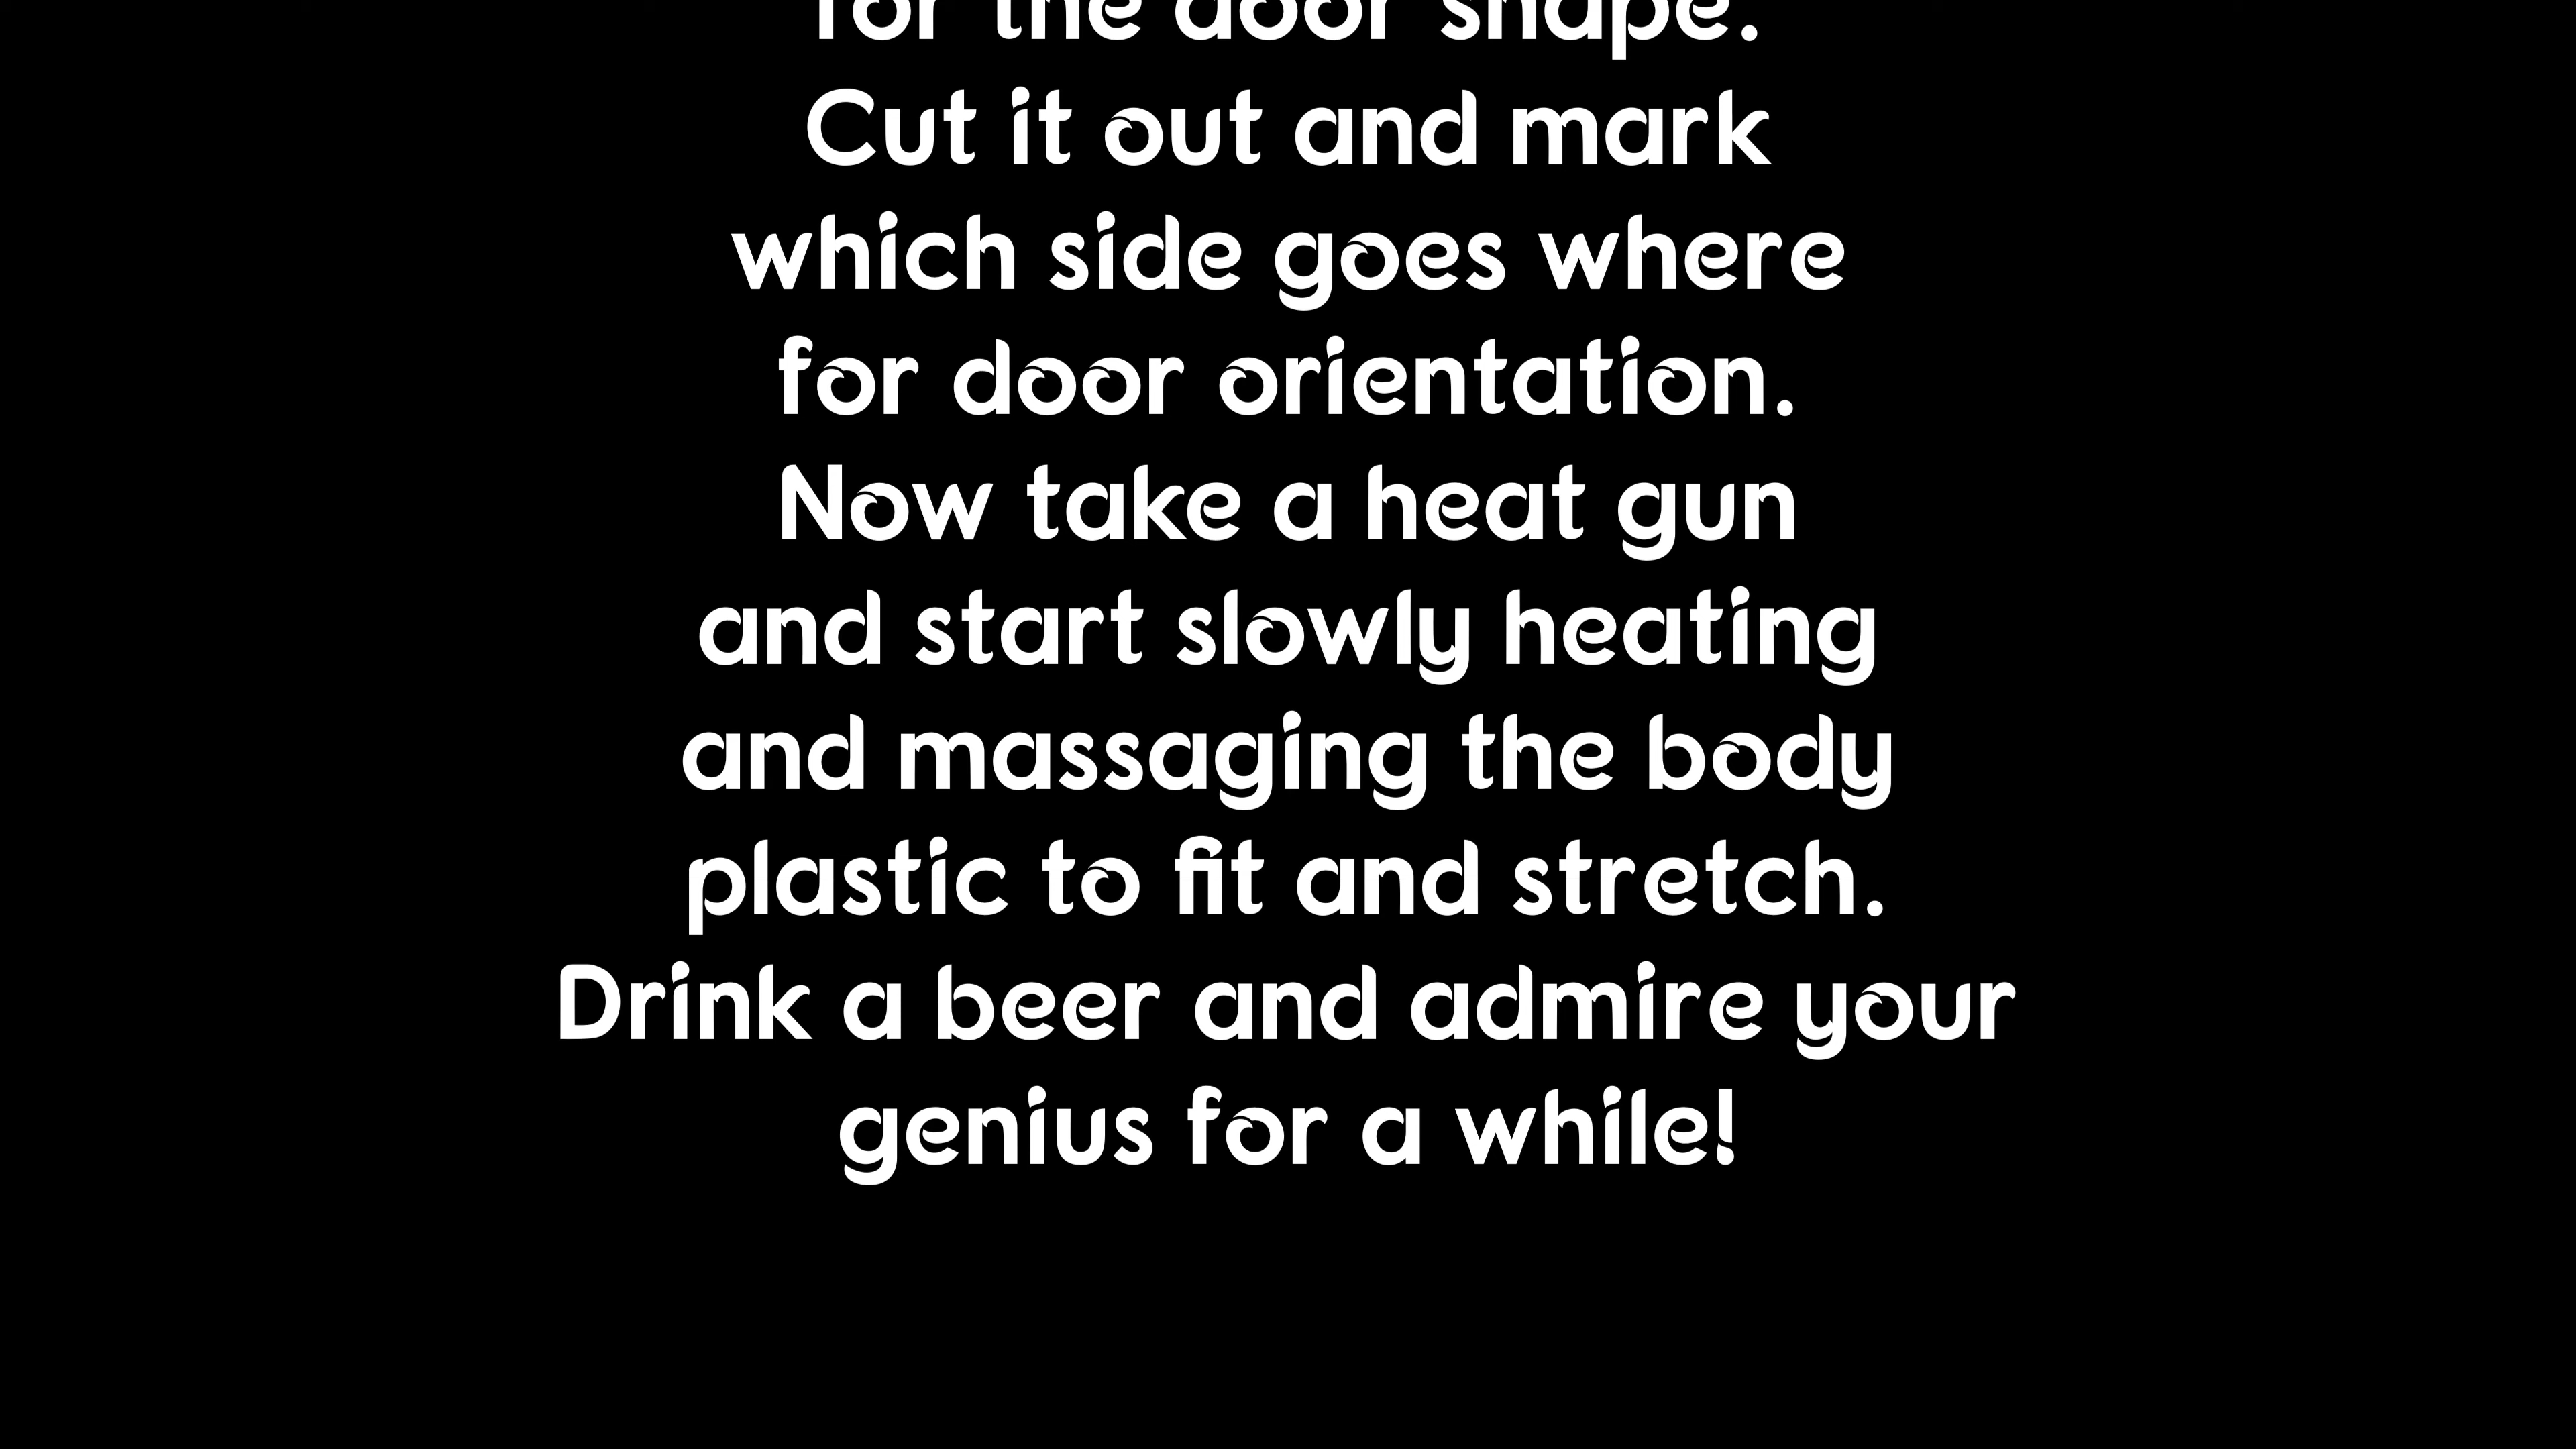 for the door shape.
Cut it out and mark
which side goes where
for door orientation.
Now take a heat gun
and start slowly heating
and massaging the body
plastic to fit and stretch.
Drink a beer and admire your
genius for a while!